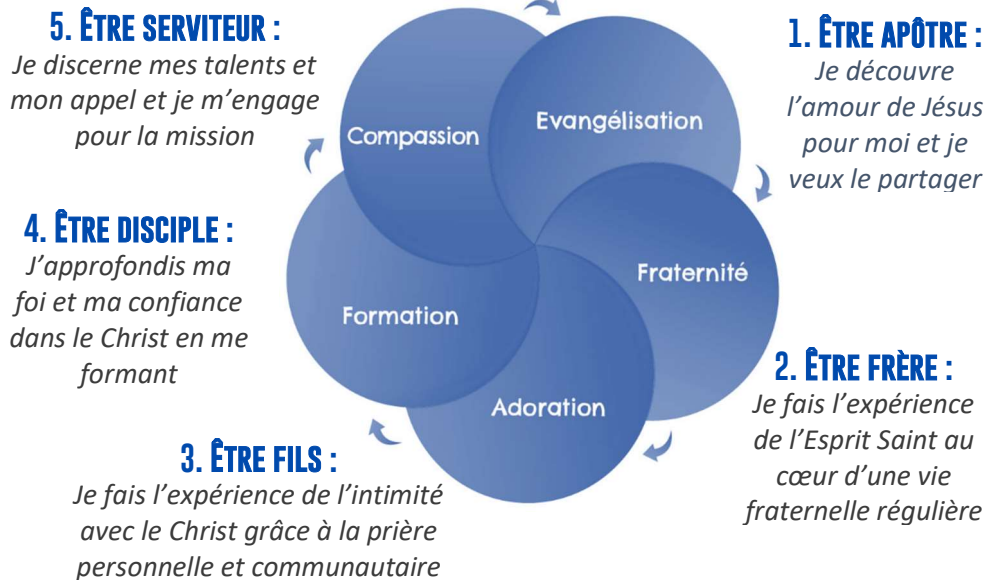 5. ÊTRE SERVITEUR :
Je discerne mes talents et
mon appel et je m’engage
pour la mission
1. ÊTRE APÔTRE :
Je découvre
l’amour de Jésus
pour moi et je
veux le partager
Compassion
Evangélisation
4. ÊTRE DISCIPLE :
J’approfondis ma
foi et ma confiance
dans le Christ en me
formant
Formation
Fraternité
Adoration
2. ÊTRE FRÈRE :
Je fais l’expérience
de l’Esprit Saint au
cœur d’une vie
fraternelle régulière
3. ÊTRE FILS :
Je fais l’expérience de l’intimité
avec le Christ grâce à la prière
personnelle et communautaire